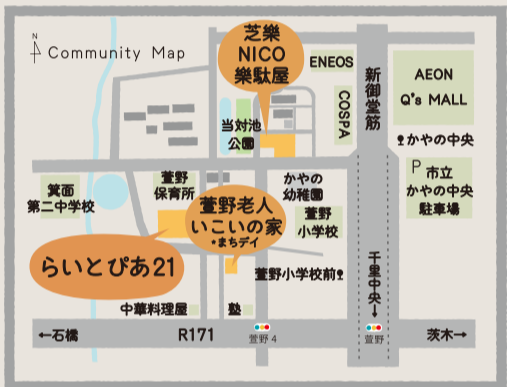 N
Community Map
芝樂
NICO
樂駄屋
ENEOS
COSPA
新御堂筋
AEON
Q's MALL
かやの中央
P 市立
かやの中央
駐車場
当対池
公園
箕面
第二中学校
萱野
保育所
かやの
幼稚園
萱野
小学校
萱野老人
いこいの家
*まちデイ
らいとぴあ21
萱野小学校前
千里中央→
中華料理屋
塾
←石橋
R171
萱野4
萱野
茨木→